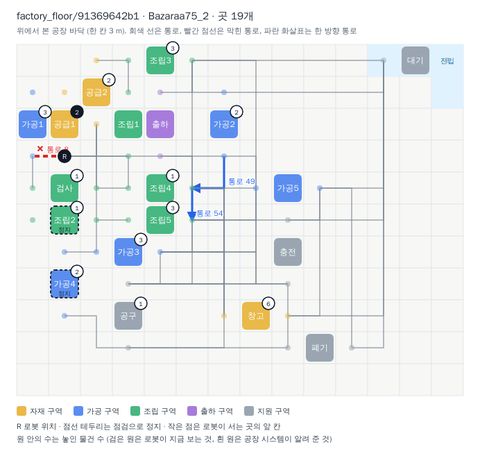 factory_floor/91369642b1 · Bazaraa75_2 · 곳 19개
위에서 본 공장 바닥 (한 칸 3 m). 회색 선은 통로, 빨간 점선은 막힌 통로, 파란 화살표는 한 방향 통로
조립3
3
대기
전립
공급2
2
가공1
3
공급1
2
조립1
출하
가공2
2
✕ 통로
R
검사
1
조립4
1
통로 49
가공5
조립2
1
정지
조립5
3
통로 54
가공3
3
충전
가공4
2
정지
공구
1
창고
6
폐기
자재 구역
가공 구역
조립 구역
출하 구역
지원 구역
R 로봇 위치 · 점선 테두리는 점검으로 정지 · 작은 점은 로봇이 서는 곳의 앞 칸
원 안의 수는 놓인 물건 수 (검은 원은 로봇이 지금 보는 것, 흰 원은 공장 시스템이 알려 준 것)